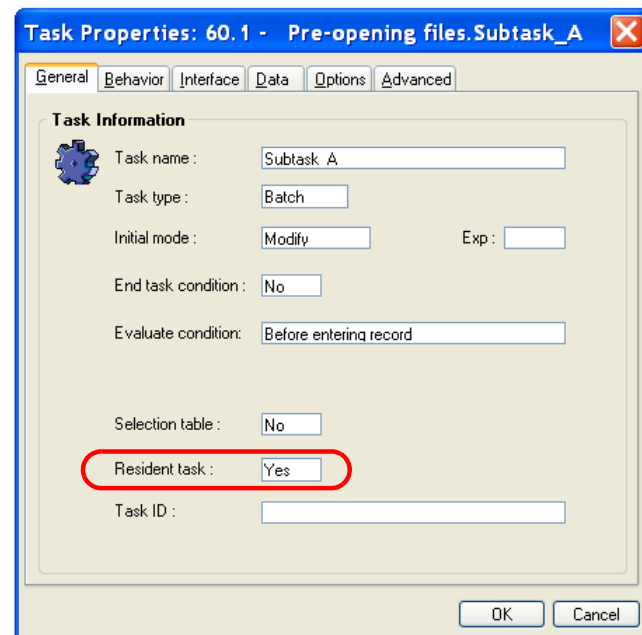 Task Properties: 60.1 - Pre-opening files.Subtask_A
General Behavior Interface Data Options Advanced
Task Information
Task name : Subtask A
Task type : Batch
Initial mode : Modify Exp :
End task condition : No
Evaluate condition: Before entering record
Selection table : No
Resident task : Yes
Task ID :
OK Cancel